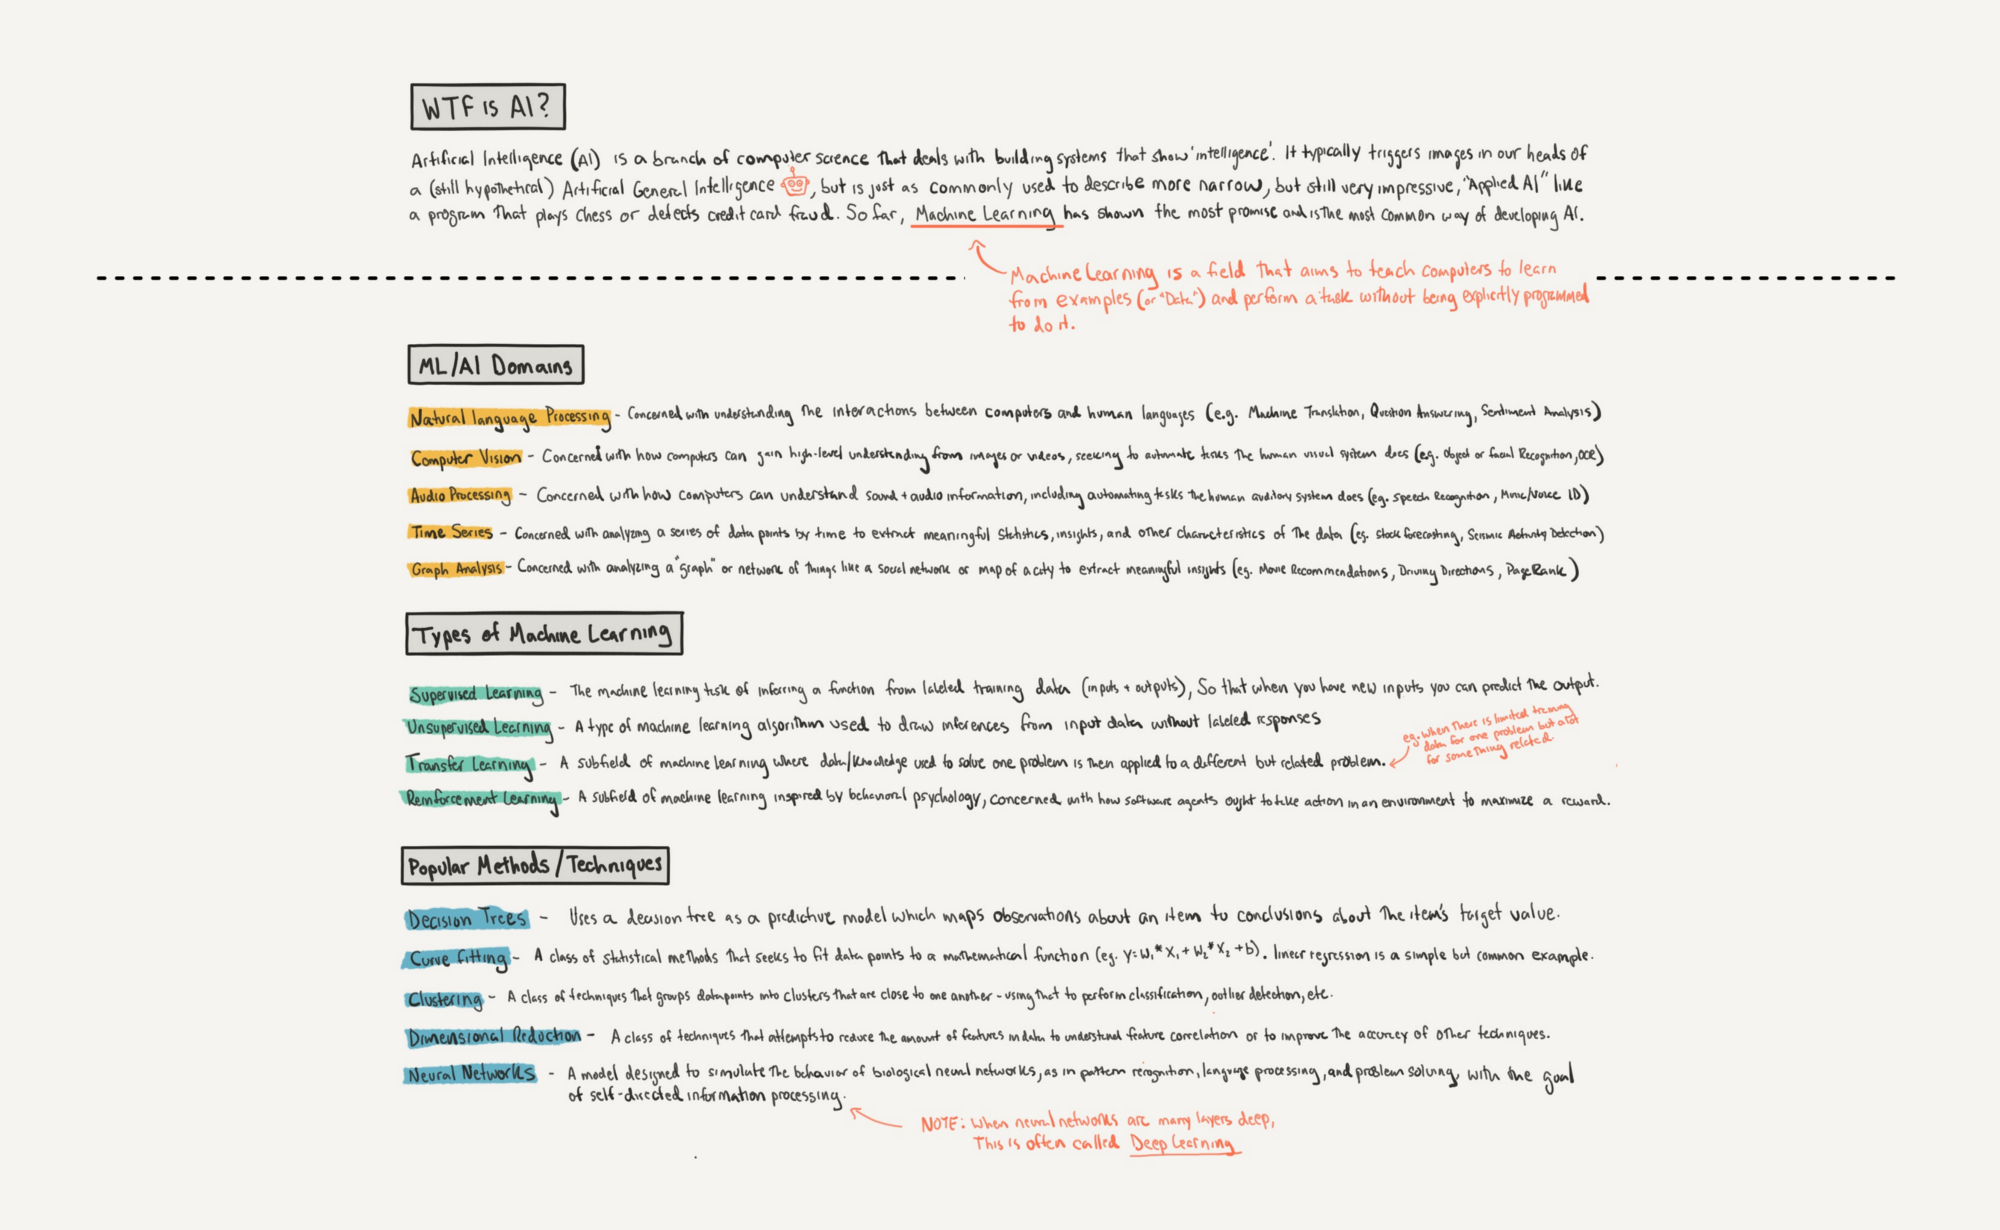 WTF is AI?
Artificial Intelligence (AI) is a branch of computer science that deals with building systems that show 'intelligence'. It typically triggers images in our heads of
a (still hypothetical) Artificial General Intelligence, but is just as commonly used to describe more narrow, but still very impressive, "Applied AI" like
a program that plays chess or detects credit card fraud. So far, Machine Learning has shown the most promise and is the most common way of developing AI.
Machine Learning is a field that aims to teach computers to learn
from examples (or "Data") and perform a task without being explicitly programmed
to do it.
ML/AI Domains
Natural language Processing - Concerned with understanding the interactions between computers and human languages (e.g. Machine Translation, Question Answering, Sentiment Analysis)
Computer Vision - Concerned with how computers can gain high-level understanding from images or videos, seeking to automate tasks the human visual system does (eg. Object or facial Recognition, OCR)
Audio Processing - Concerned with how computers can understand sound + audio information, including automating tasks the human auditory system does (eg. Speech Recognition, Music/Voice ID)
Time Series - Concerned with analyzing a series of data points by time to extract meaningful statistics, insights, and other characteristics of the data (eg. Stock forecasting, Seismic Activity Detection)
Graph Analysis - Concerned with analyzing a "graph" or network of things like a social network or map of a city to extract meaningful insights (eg. Movie Recommendations, Driving Directions, PageRank)
Types of Machine Learning
Supervised Learning - The machine learning task of inferring a function from labeled training data (inputs + outputs), So that when you have new inputs you can predict the output.
Unsupervised Learning - A type of machine learning algorithm used to draw inferences from input data without labeled responses
eg. when there is limited training
data for one problem but a lot
for something related.
Transfer Learning - A subfield of machine learning where data/knowledge used to solve one problem is then applied to a different but related problem.
Reinforcement Learning - A subfield of machine learning inspired by behavioral psychology, concerned with how software agents ought to take action in an environment to maximize a reward.
Popular Methods/Techniques
Decision Trees - Uses a decision tree as a predictive model which maps observations about an item to conclusions about the item's target value.
Curve fitting - A class of statistical methods that seeks to fit data points to a mathematical function (eg. y=w₁*x₁+w₂*x₂+b). linear regression is a simple but common example.
Clustering - A class of techniques that groups datapoints into clusters that are close to one another - using that to perform classification, outlier detection, etc.
Dimensional Reduction - A class of techniques that attempts to reduce the amount of features in data to understand feature correlation or to improve the accuracy of other techniques.
Neural Networks - A model designed to simulate the behavior of biological neural networks, as in pattern recognition, language processing, and problem solving, with the goal
of self-directed information processing.
NOTE: when neural networks are many layers deep,
This is often called Deep Learning